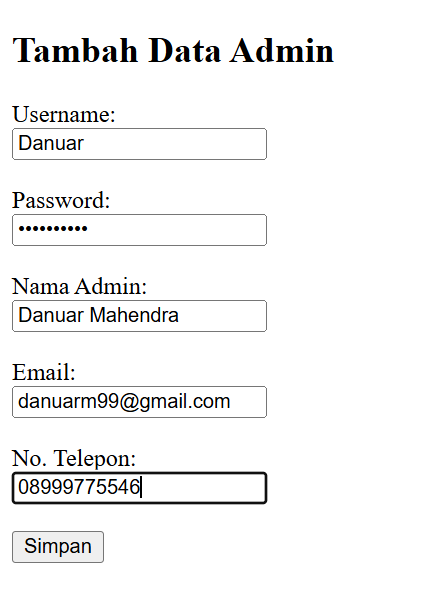 Tambah Data Admin
Username:
Danuar
Password:
••••••••••
Nama Admin:
Danuar Mahendra
Email:
danuarm99@gmail.com
No. Telepon:
08999775546
Simpan